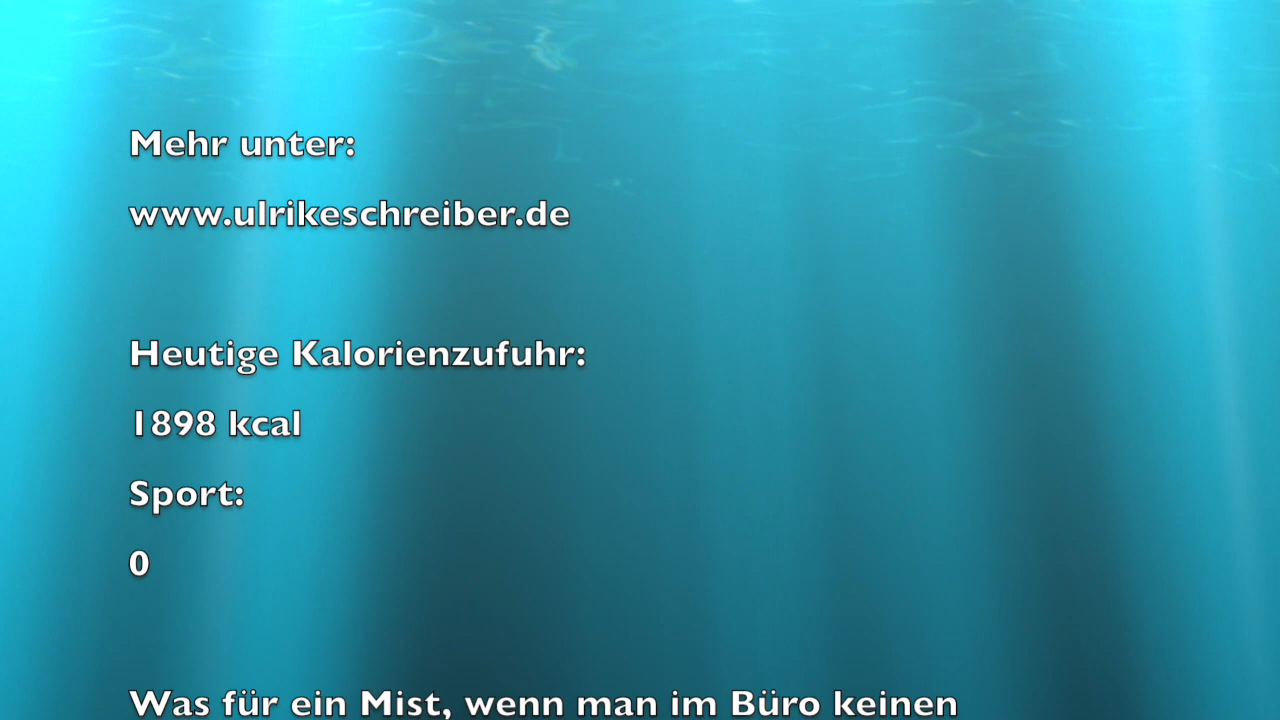 Mehr unter:
www.ulrikeschreiber.de
Heutige Kalorienzufuhr:
1898 kcal
Sport:
0
Was für ein Mist, wenn man im Büro keinen